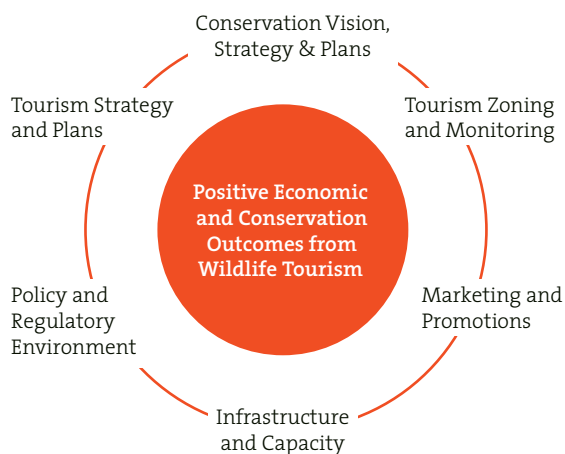 Conservation Vision,
Strategy & Plans
Tourism Strategy
and Plans
Tourism Zoning
and Monitoring
Positive Economic
and Conservation
Outcomes from
Wildlife Tourism
Policy and
Regulatory
Environment
Marketing and
Promotions
Infrastructure
and Capacity